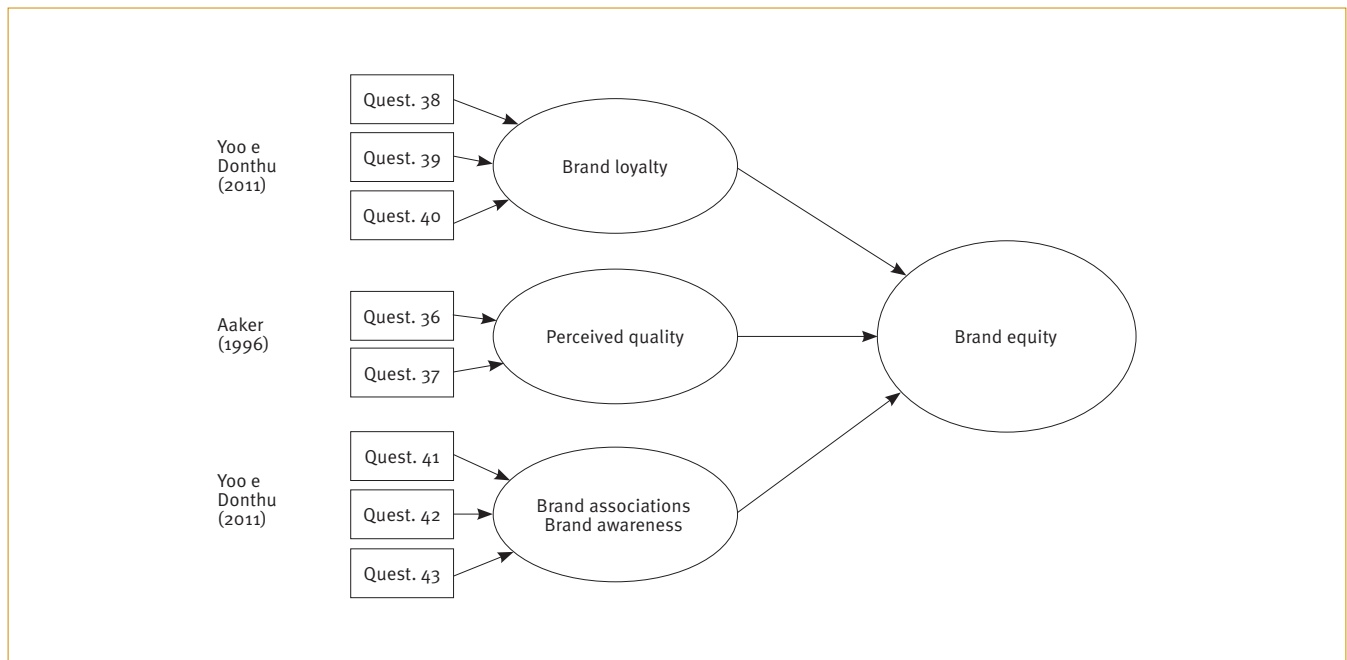 Yoo e
Donthu
(2011)
Quest. 38
Quest. 39
Quest. 40
Brand loyalty
Aaker
(1996)
Quest. 36
Quest. 37
Perceived quality
Brand equity
Yoo e
Donthu
(2011)
Quest. 41
Quest. 42
Quest. 43
Brand associations
Brand awareness